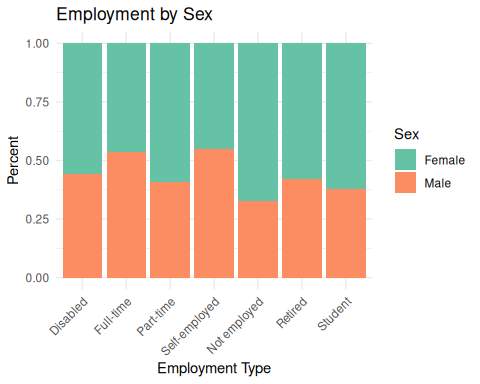 Employment by Sex
1.00
0.75
0.50
0.25
0.00
Percent
Disabled
Full-time
Part-time
Self-employed
Not employed
Retired
Student
Employment Type
Sex
Female
Male